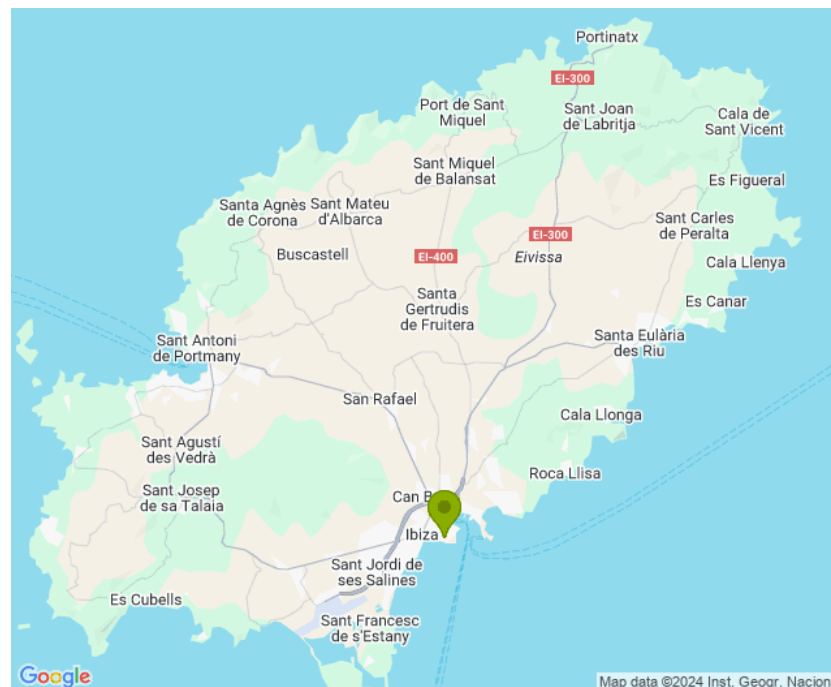 Portinatx
EI-300
Port de Sant
Miquel
Sant Joan
de Labritja
Cala de
Sant Vicent
Sant Miquel
de Balansat
Es Figueral
Santa Agnès
de Corona
Sant Mateu
d'Albarca
Sant Carles
de Peralta
EI-300
Buscastell
EI-400
Eivissa
Cala Llenya
Santa
Gertrudis
de Fruitera
Es Canar
Sant Antoni
de Portmany
Santa Eulària
des Riu
San Rafael
Cala Llonga
Sant Agustí
des Vedrà
Roca Llisa
Sant Josep
de sa Talaia
Can B
Ibiza
Sant Jordi de
ses Salines
Es Cubells
Sant Francesc
de s'Estany
Google
Map data ©2024 Inst. Geogr. Nacion